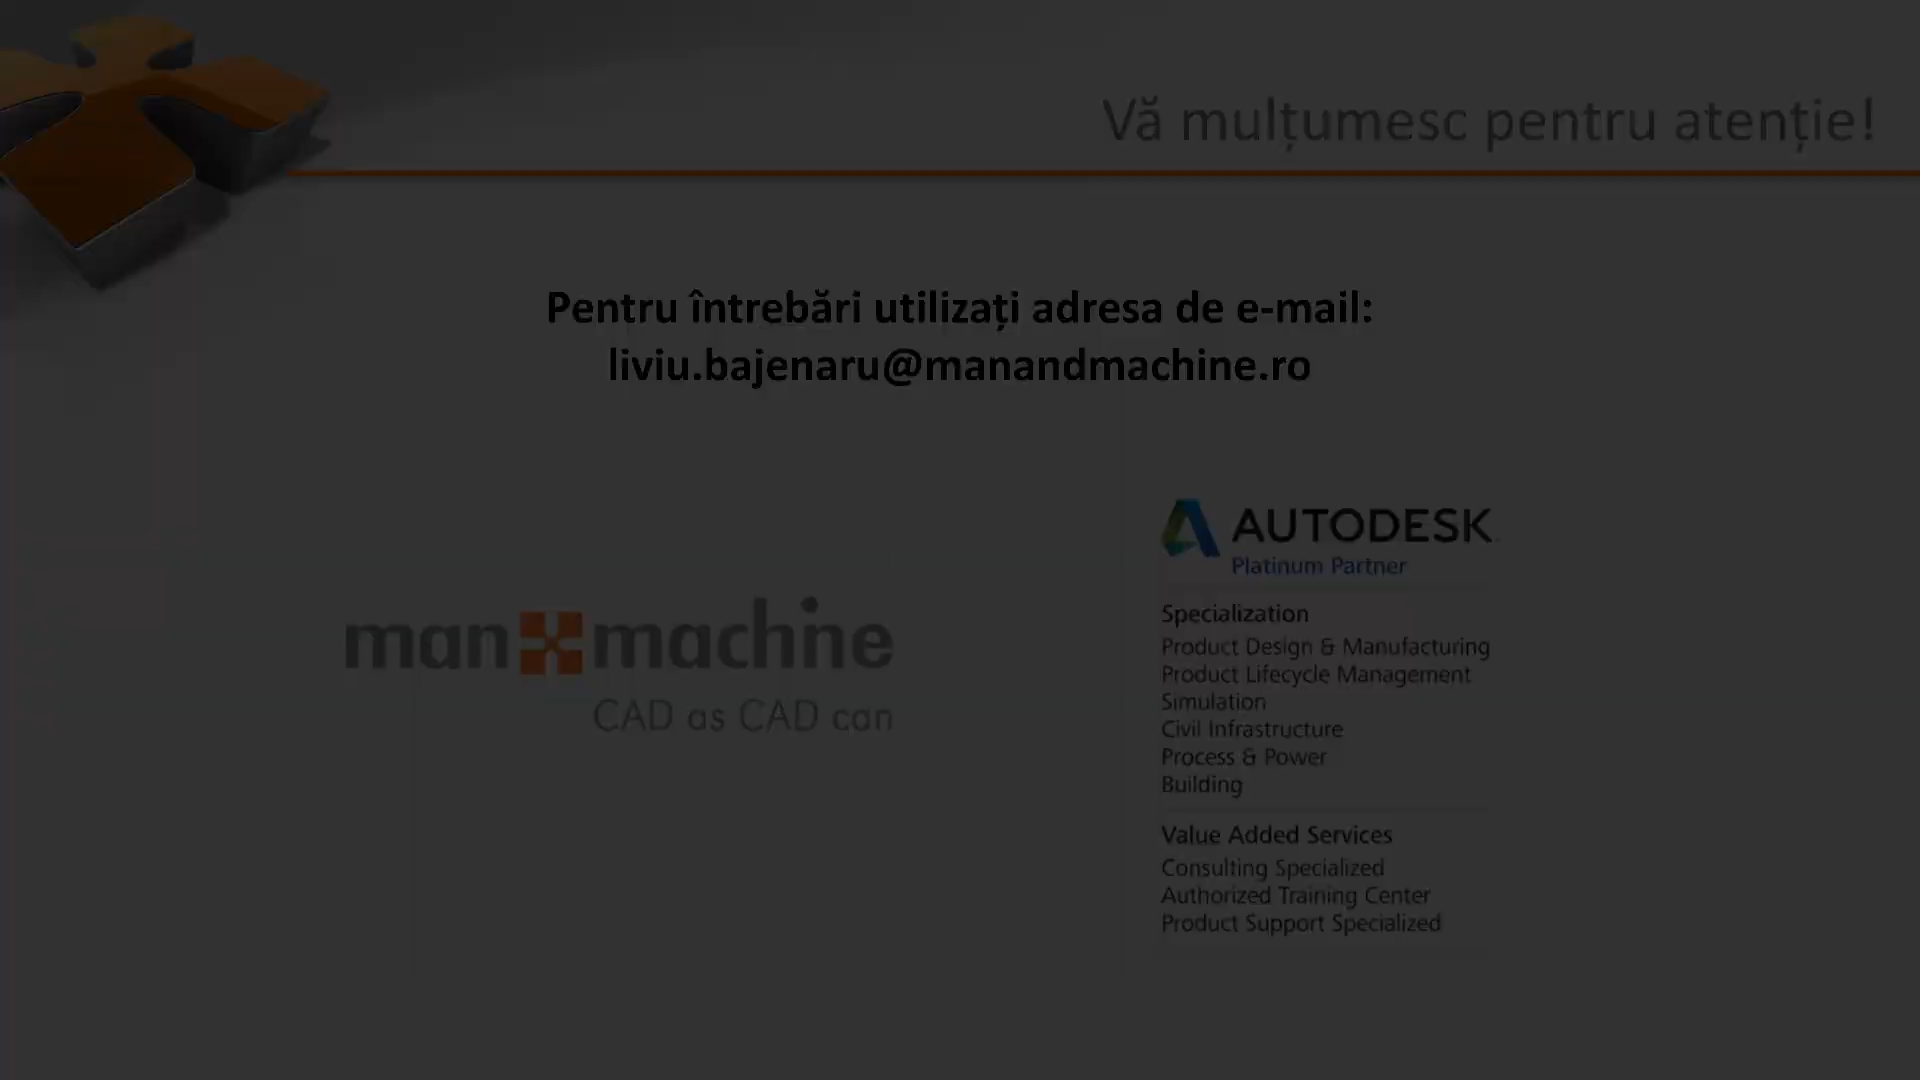 Vă mulțumesc pentru atenție!
Pentru întrebări utilizați adresa de e-mail:
liviu.bajenaru@manandmachine.ro
man machine
CAD as CAD can
AUTODESK
Platinum Partner
Specialization
Product Design & Manufacturing
Product Lifecycle Management
Simulation
Civil Infrastructure
Process & Power
Building
Value Added Services
Consulting Specialized
Authorized Training Center
Product Support Specialized